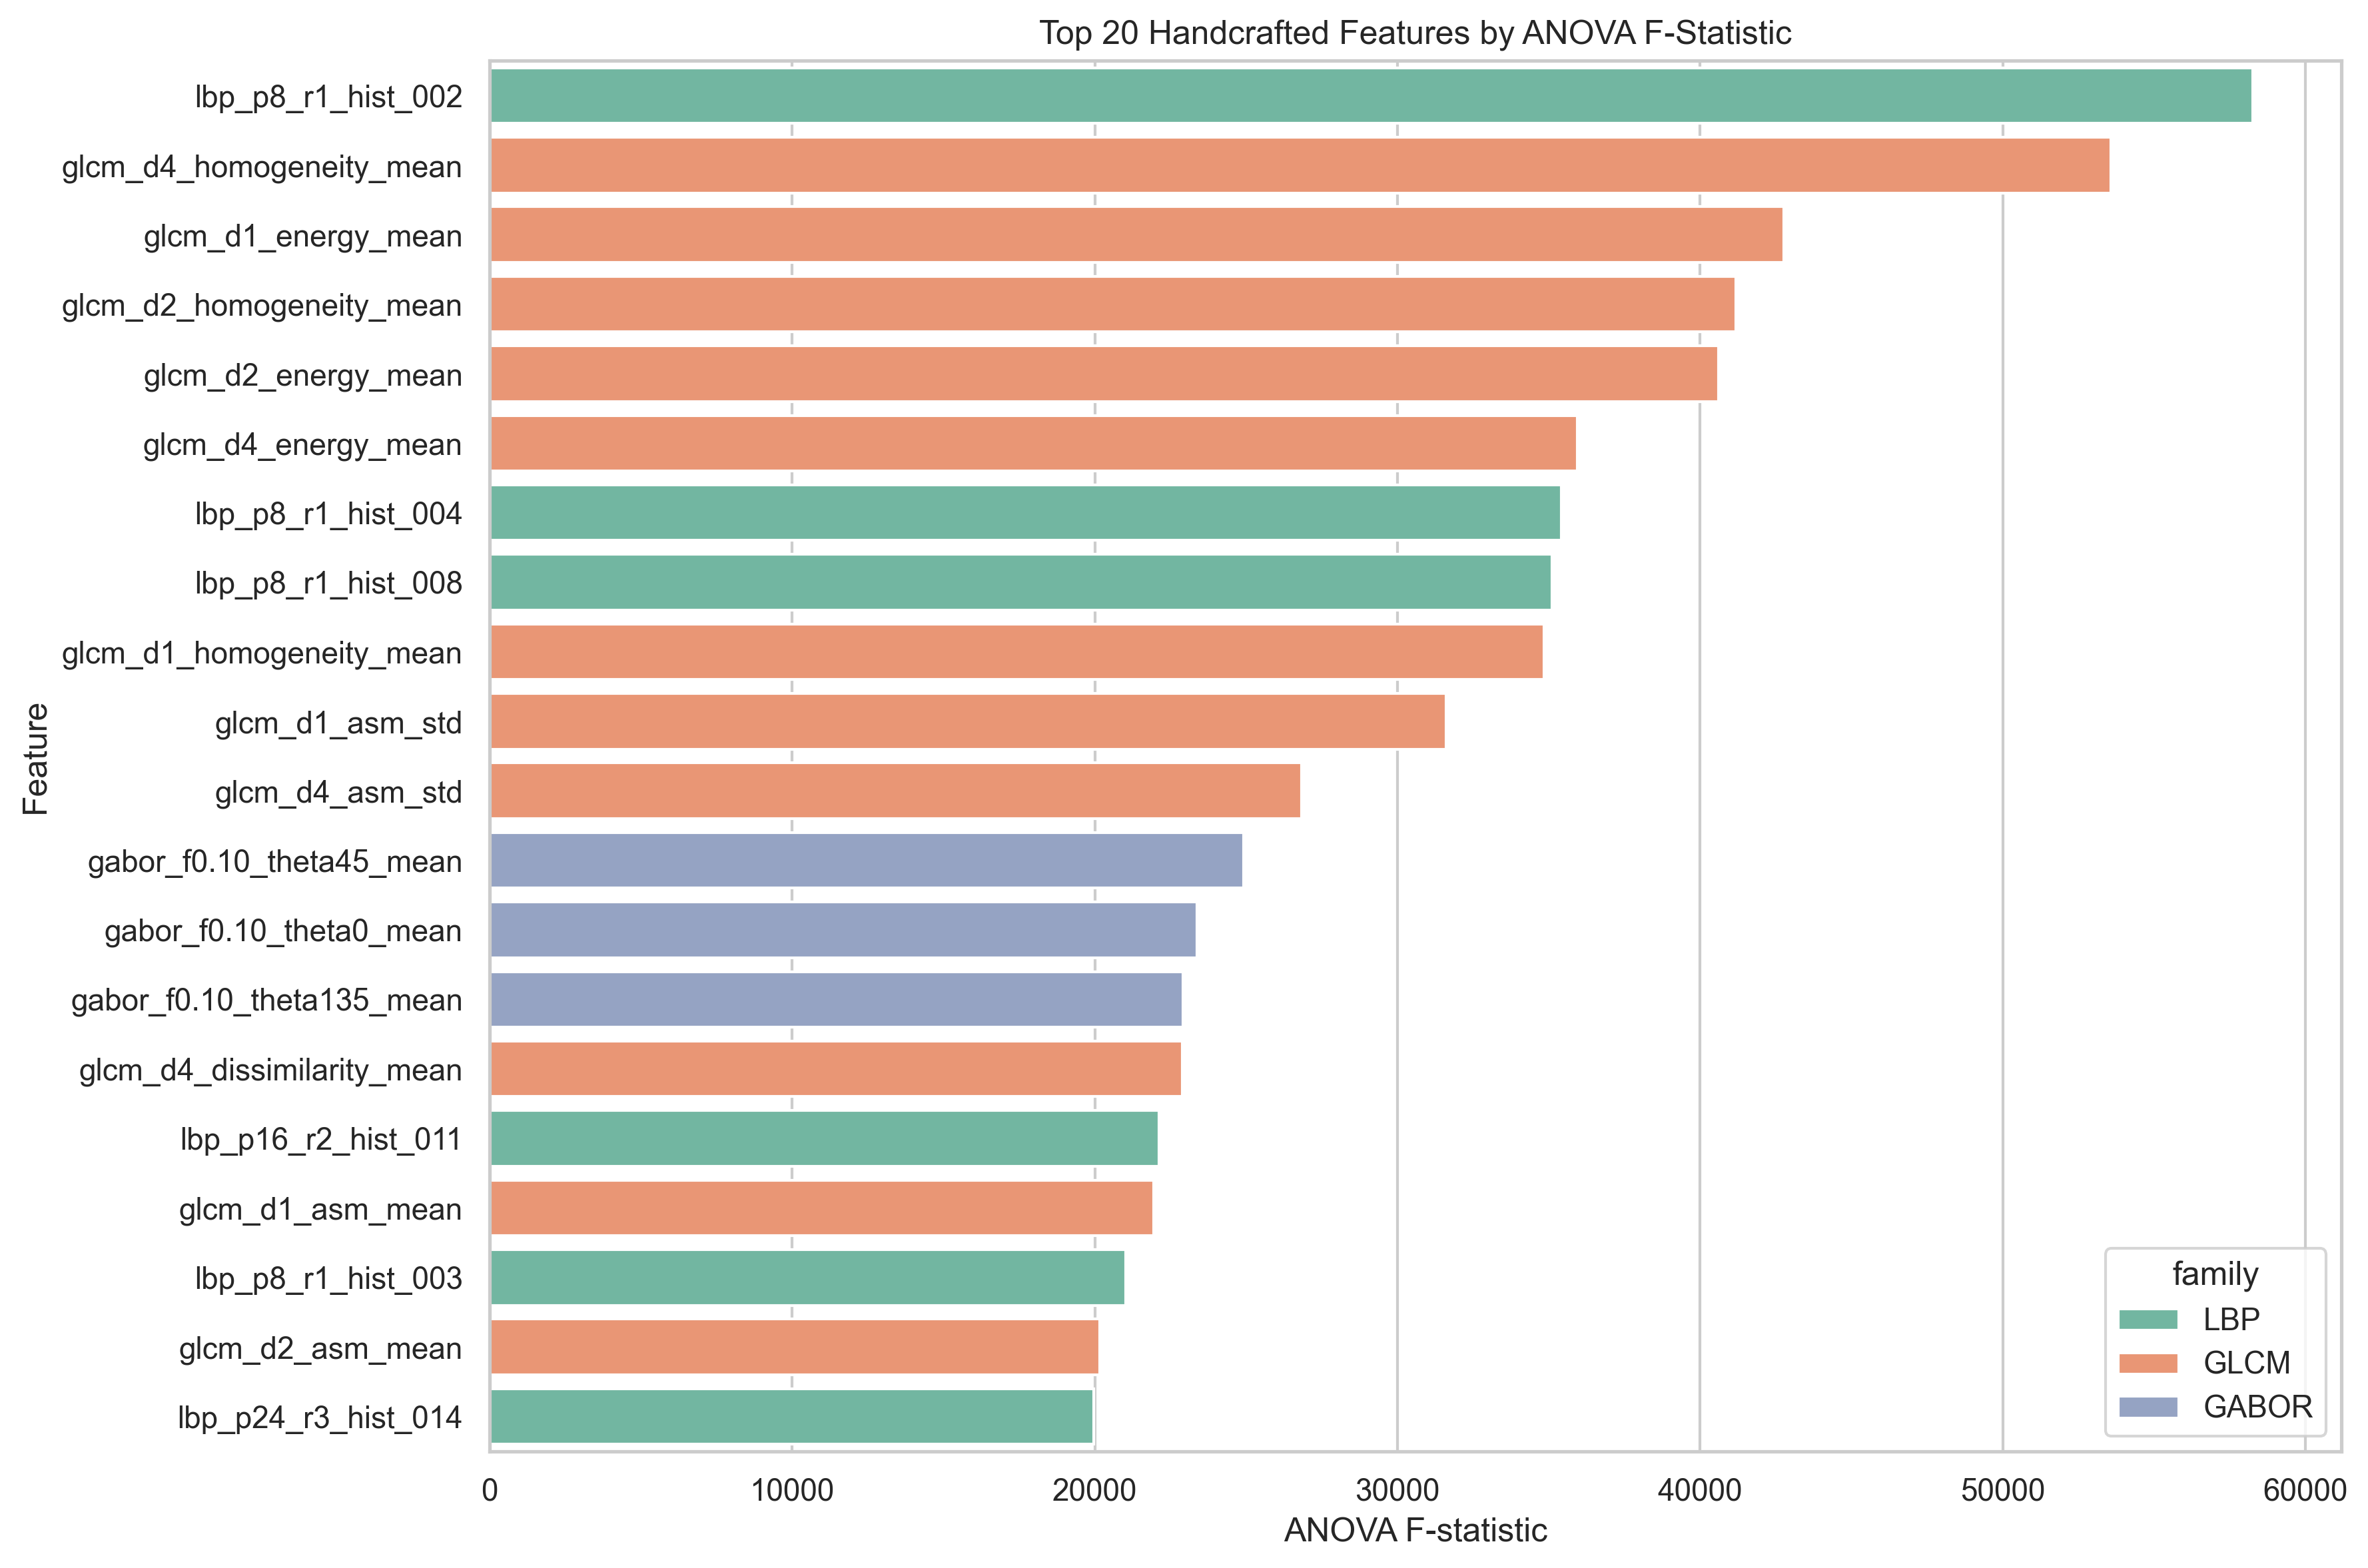 Top 20 Handcrafted Features by ANOVA F-Statistic
Feature
lbp_p8_r1_hist_002
glcm_d4_homogeneity_mean
glcm_d1_energy_mean
glcm_d2_homogeneity_mean
glcm_d2_energy_mean
glcm_d4_energy_mean
lbp_p8_r1_hist_004
lbp_p8_r1_hist_008
glcm_d1_homogeneity_mean
glcm_d1_asm_std
glcm_d4_asm_std
gabor_f0.10_theta45_mean
gabor_f0.10_theta0_mean
gabor_f0.10_theta135_mean
glcm_d4_dissimilarity_mean
lbp_p16_r2_hist_011
glcm_d1_asm_mean
lbp_p8_r1_hist_003
glcm_d2_asm_mean
lbp_p24_r3_hist_014
family
LBP
GLCM
GABOR
0 10000 20000 30000 40000 50000 60000
ANOVA F-statistic